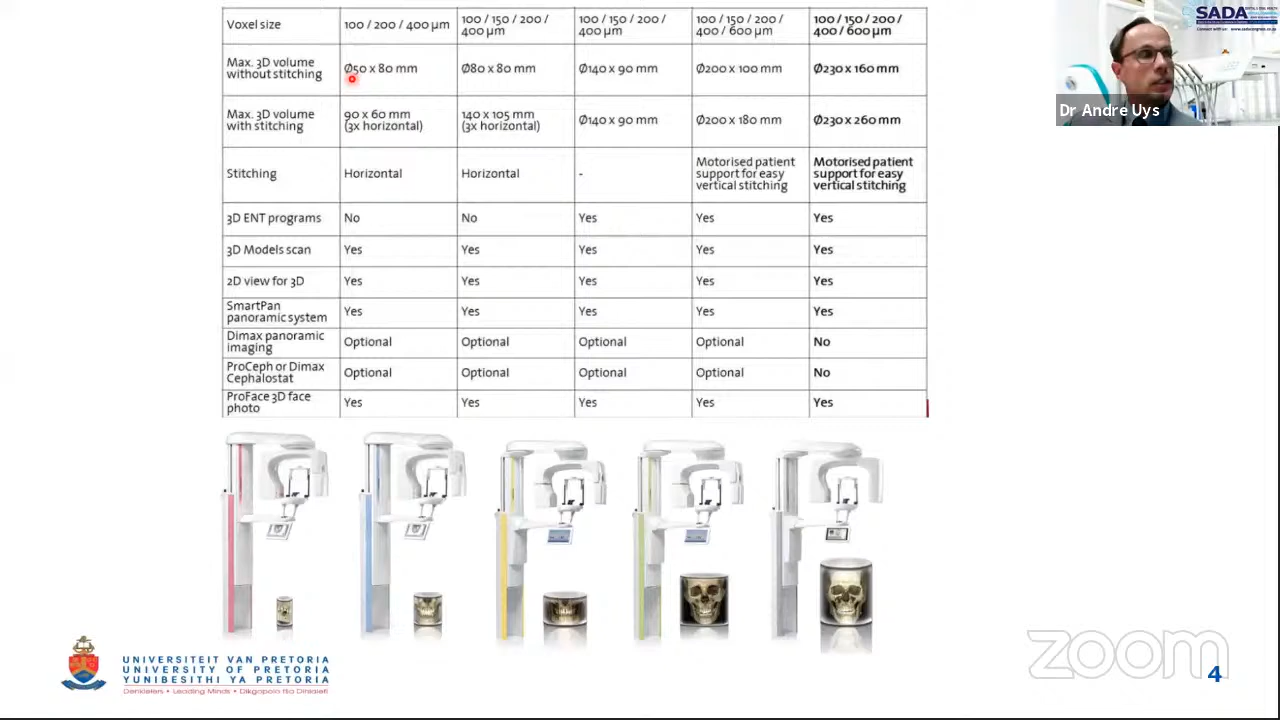 Voxel size
100 / 200 / 400 µm
100 / 150 / 200 /
400 µm
100 / 150 / 200 /
400 µm
100 / 150 / 200 /
400 / 600 µm
100 / 150 / 200 /
/ 600 µm
Max. 3D volume
without stitching
Ø50 x 80 mm
Ø80 x 80 mm
Ø140 x 90 mm
Ø200 x 100 mm
Ø230 x 160 mm
Max. 3D volume
with stitching
90 x 60 mm
(3x horizontal)
140 x 105 mm
(3x horizontal)
Ø140 x 90 mm
Ø200 x 180 mm
Ø230 x 260 mm
Stitching
Horizontal
Horizontal
-
Motorised patient
support for easy
vertical stitching
Motorised patient
support for easy
vertical stitching
3D ENT programs
No
No
Yes
Yes
Yes
3D Models scan
Yes
Yes
Yes
Yes
Yes
2D view for 3D
Yes
Yes
Yes
Yes
Yes
SmartPan
panoramic system
Yes
Yes
Yes
Yes
Yes
Dimax panoramic
imaging
Optional
Optional
Optional
Optional
No
ProCeph or Dimax
Cephalostat
Optional
Optional
Optional
Optional
No
ProFace 3D face
photo
Yes
Yes
Yes
Yes
Yes
SADA
Dr Andre Uys
UNIVERSITEIT VAN PRETORIA
UNIVERSITY OF PRETORIA
YUNIBESITHI YA PRETORIA
Denkleiers • Leading Minds • Dikgopolo tša Dihlalefi
zoom
4